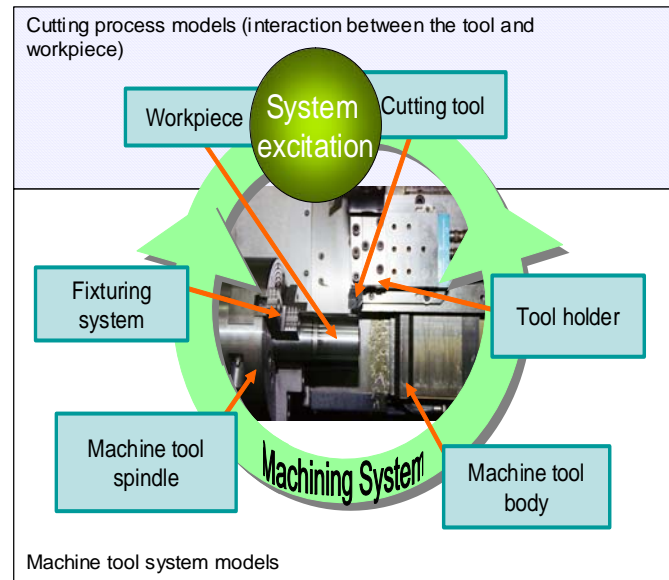 Cutting process models (interaction between the tool and
workpiece)
System
excitation
Workpiece
Cutting tool
Fixturing
system
Tool holder
Machine tool
spindle
Machine tool
body
Machining System
Machine tool system models